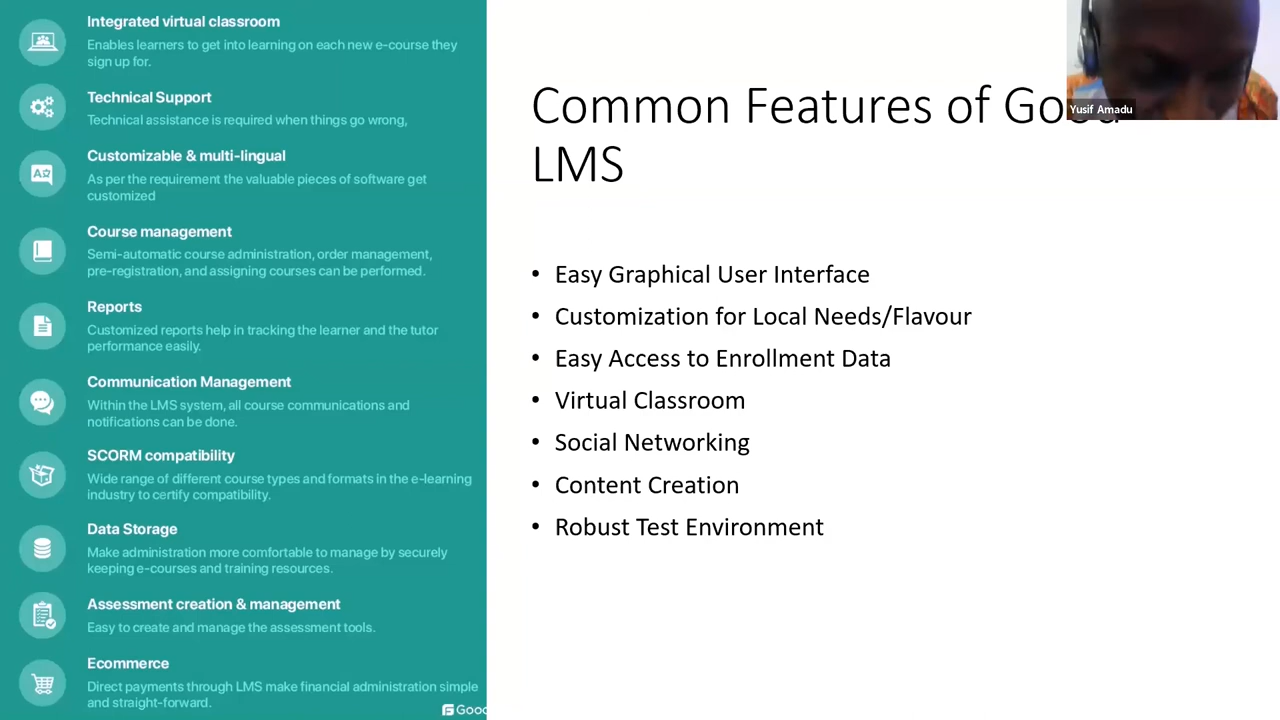 Integrated virtual classroom
Enables learners to get into learning on each new e-course they
sign up for.
Technical Support
Technical assistance is required when things go wrong,
Customizable & multi-lingual
As per the requirement the valuable pieces of software get
customized
Course management
Semi-automatic course administration, order management,
pre-registration, and assigning courses can be performed.
Reports
Customized reports help in tracking the learner and the tutor
performance easily.
Communication Management
Within the LMS system, all course communications and
notifications can be done.
SCORM compatibility
Wide range of different course types and formats in the e-learning
industry to certify compatibility.
Data Storage
Make administration more comfortable to manage by securely
keeping e-courses and training resources.
Assessment creation & management
Easy to create and manage the assessment tools.
Ecommerce
Direct payments through LMS make financial administration simple
and straight-forward.
Common Features of Good
LMS
• Easy Graphical User Interface
• Customization for Local Needs/Flavour
• Easy Access to Enrollment Data
• Virtual Classroom
• Social Networking
• Content Creation
• Robust Test Environment
Yusif Amadu